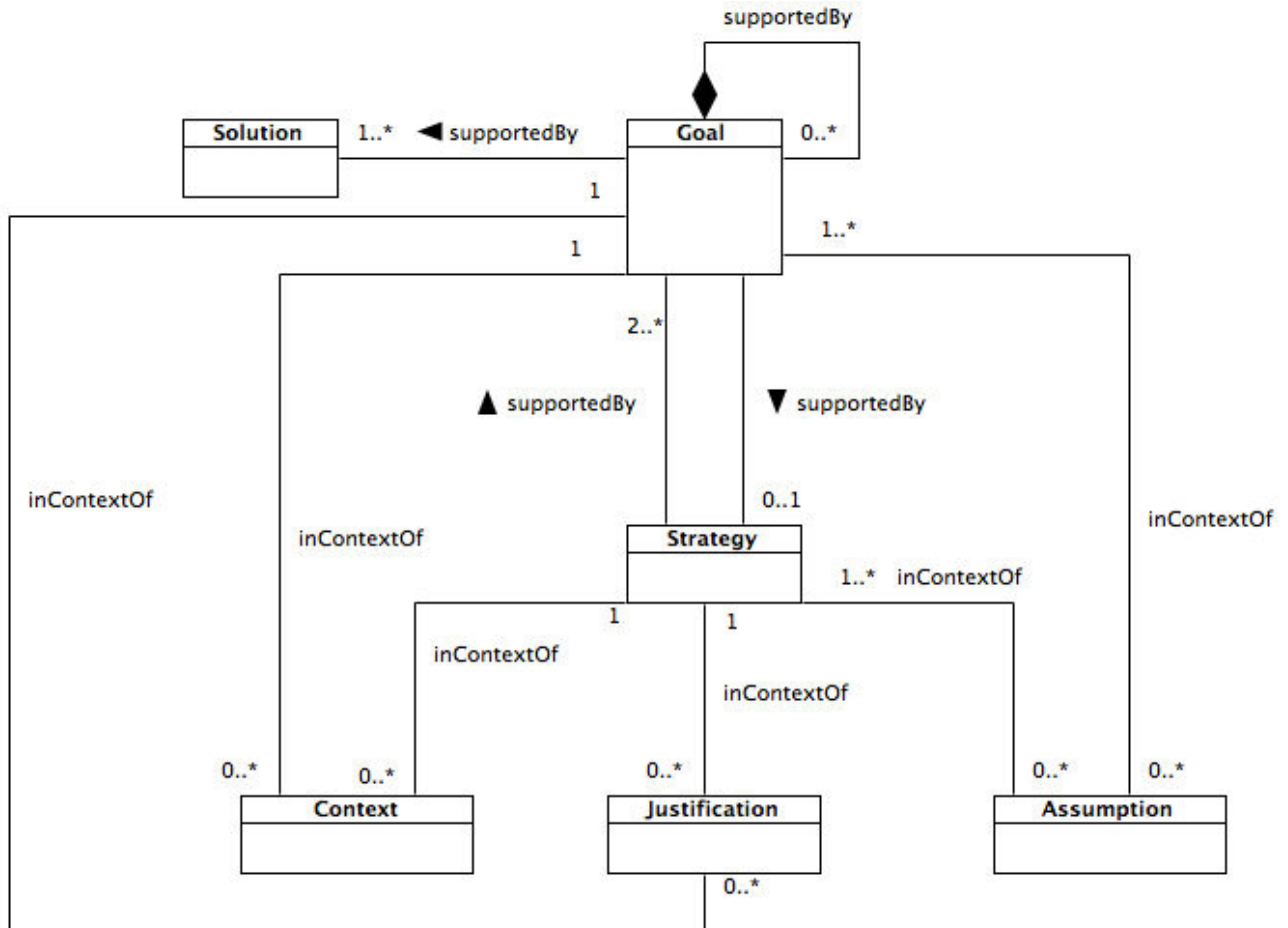 supportedBy
Solution
1..*
supportedBy
Goal
0..*
1
1..*
1
2..*
supportedBy
supportedBy
inContextOf
0..1
inContextOf
inContextOf
Strategy
1..*
inContextOf
1
1
inContextOf
inContextOf
0..*
0..*
0..*
0..*
0..*
Context
Justification
Assumption
0..*